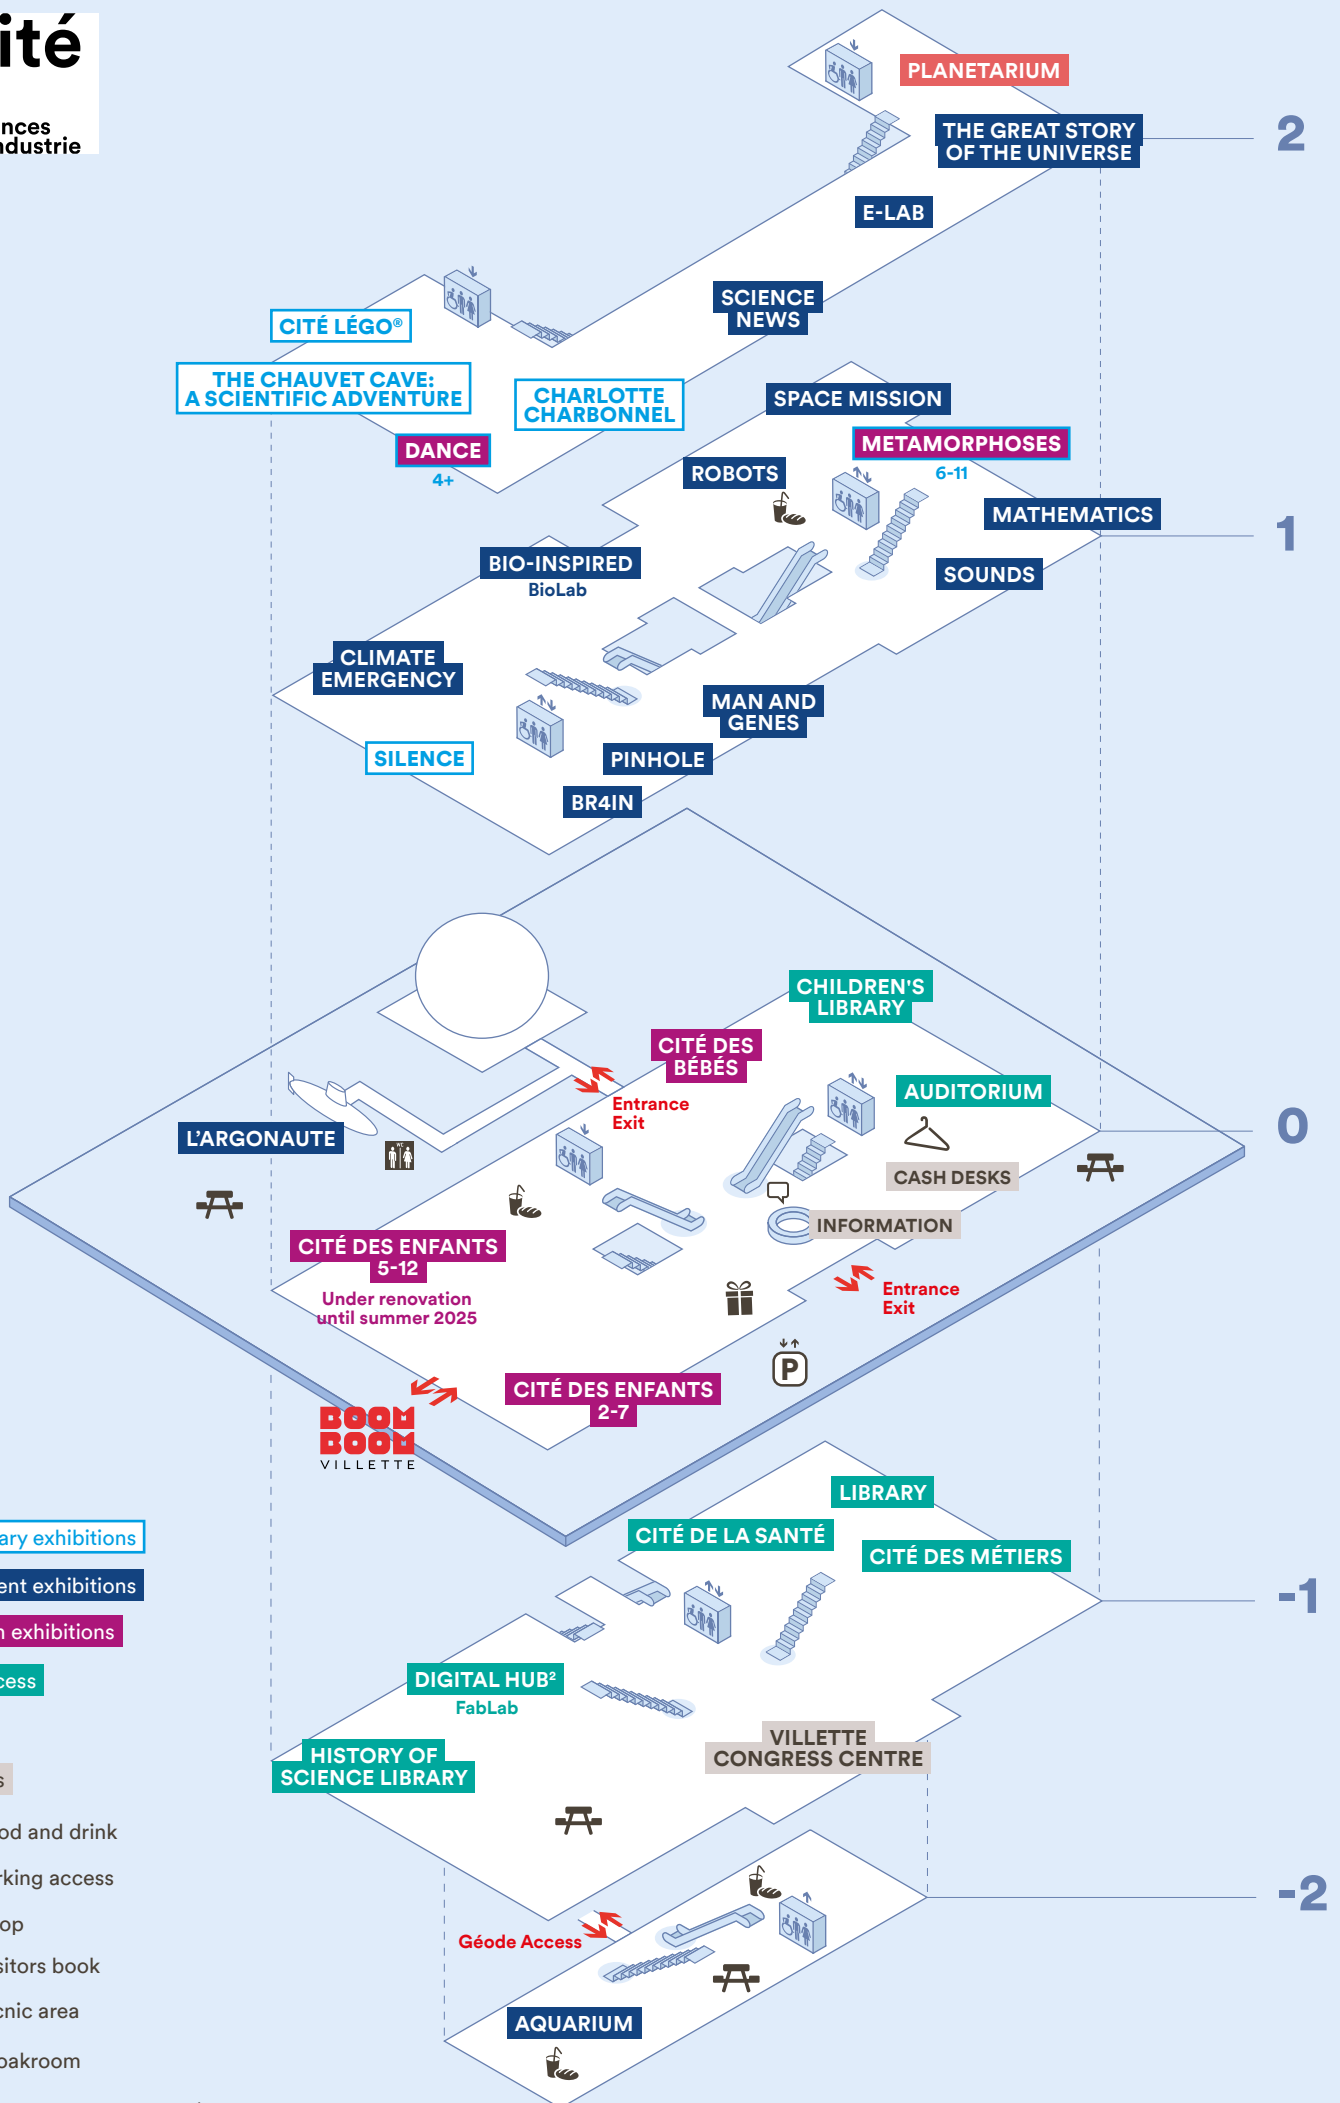 ité
nces
ndustrie
PLANETARIUM
2
THE GREAT STORY
OF THE UNIVERSE
E-LAB
SCIENCE
NEWS
CITÉ LÉGO®
THE CHAUVET CAVE:
A SCIENTIFIC ADVENTURE
CHARLOTTE
CHARBONNEL
DANCE
4+
SPACE MISSION
METAMORPHOSES
6-11
ROBOTS
MATHEMATICS
1
BIO-INSPIRED
BioLab
SOUNDS
CLIMATE
EMERGENCY
MAN AND
GENES
SILENCE
PINHOLE
BR4IN
CHILDREN'S
LIBRARY
CITÉ DES
BÉBÉS
AUDITORIUM
Entrance
Exit
0
L'ARGONAUTE
WC
CASH DESKS
INFORMATION
CITÉ DES ENFANTS
5-12
Under renovation
until summer 2025
Entrance
Exit
P
CITÉ DES ENFANTS
2-7
BOOM
BOOM
VILLETTE
LIBRARY
CITÉ DE LA SANTÉ
CITÉ DES MÉTIERS
-1
DIGITAL HUB²
FabLab
HISTORY OF
SCIENCE LIBRARY
VILLETTE
CONGRESS CENTRE
-2
Géode Access
AQUARIUM
ary exhibitions
ent exhibitions
n exhibitions
cess
s
od and drink
rking access
op
sitors book
cnic area
oakroom